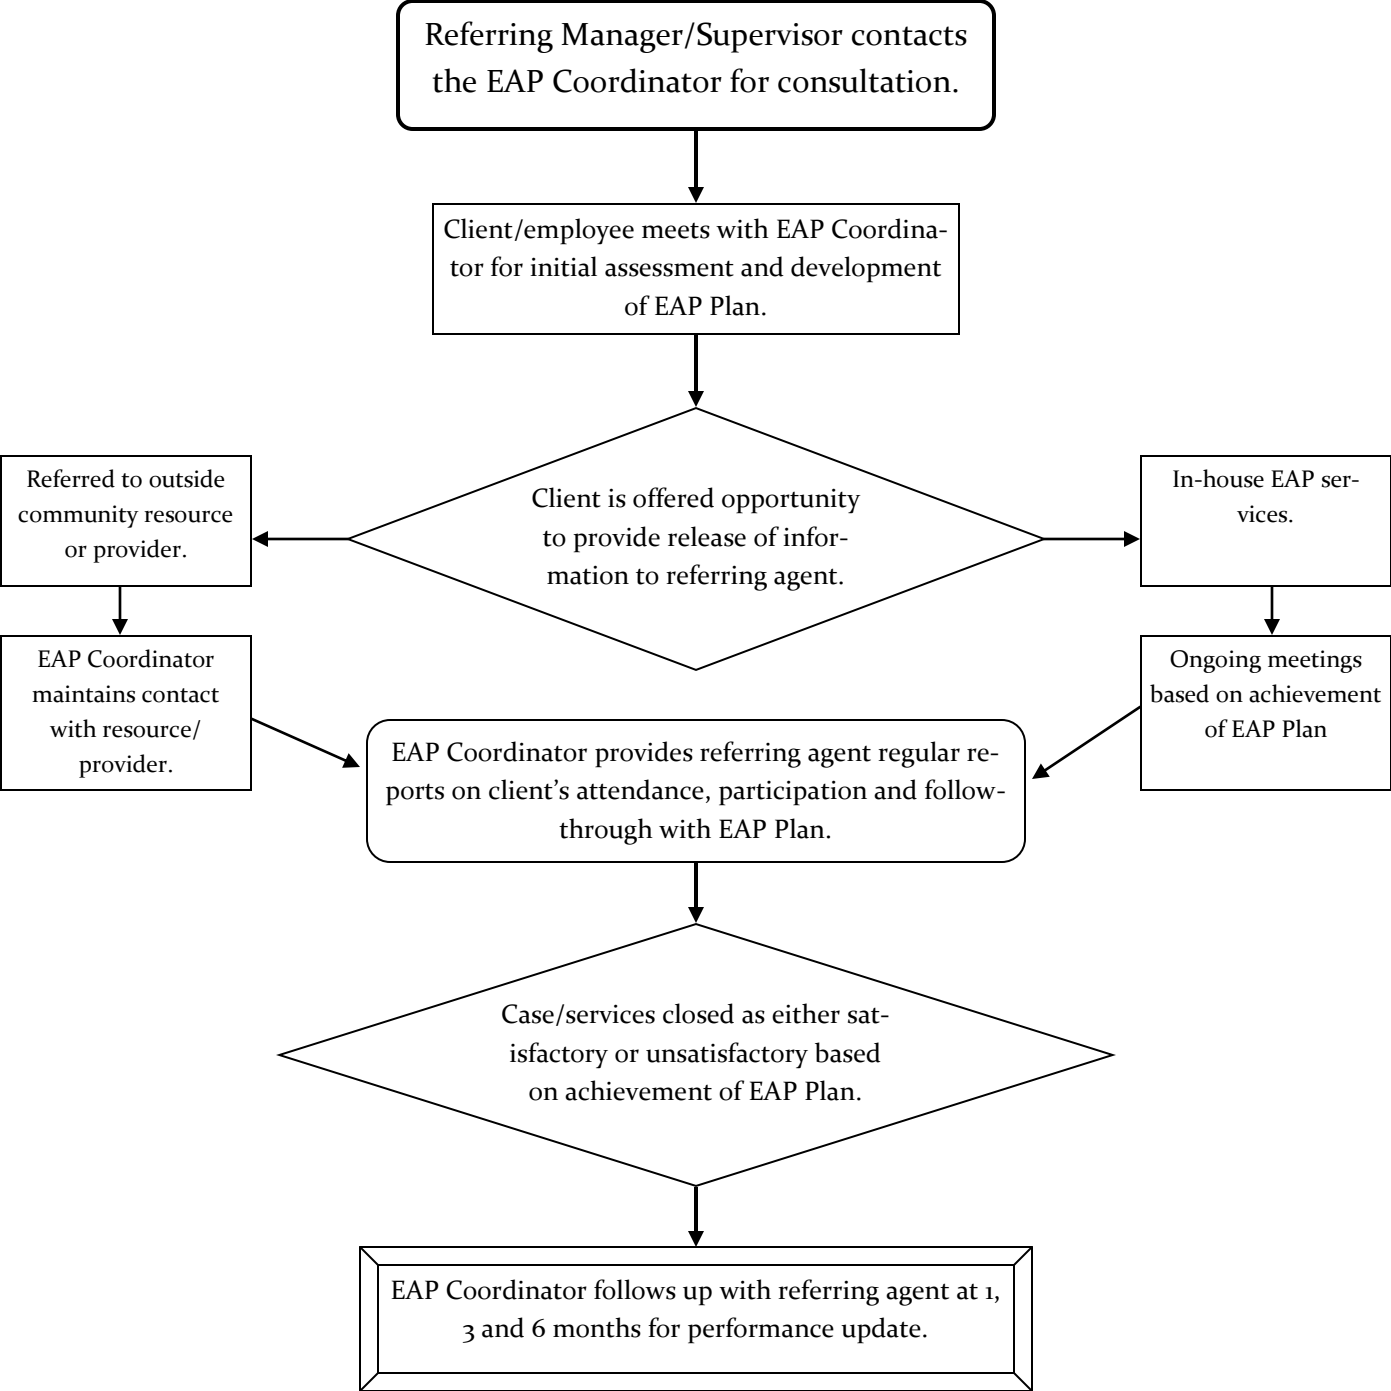 Referring Manager/Supervisor contacts
the EAP Coordinator for consultation.
Client/employee meets with EAP Coordina-
tor for initial assessment and development
of EAP Plan.
Client is offered opportunity
to provide release of infor-
mation to referring agent.
Referred to outside
community resource
or provider.
In-house EAP ser-
vices.
EAP Coordinator
maintains contact
with resource/
provider.
Ongoing meetings
based on achievement
of EAP Plan
EAP Coordinator provides referring agent regular re-
ports on client’s attendance, participation and follow-
through with EAP Plan.
Case/services closed as either sat-
isfactory or unsatisfactory based
on achievement of EAP Plan.
EAP Coordinator follows up with referring agent at 1,
3 and 6 months for performance update.